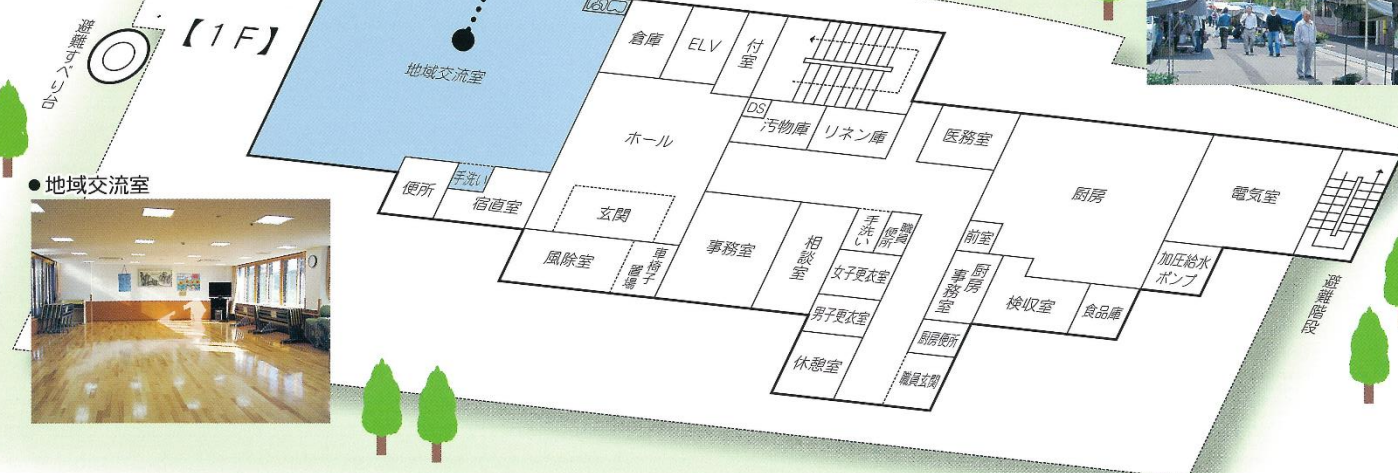 【1F】
避難すべり台
地域交流室
倉庫
ELV
付室
DS
汚物庫
リネン庫
医務室
ホール
厨房
電気室
便所
手洗い
宿直室
玄関
風除室
車椅子置場
事務室
相談室
手洗い
職員便所
女子更衣室
男子更衣室
休憩室
前室
厨房事務室
検収室
食品庫
加圧給水
ポンプ
厨房便所
職員玄関
避難階段
●地域交流室